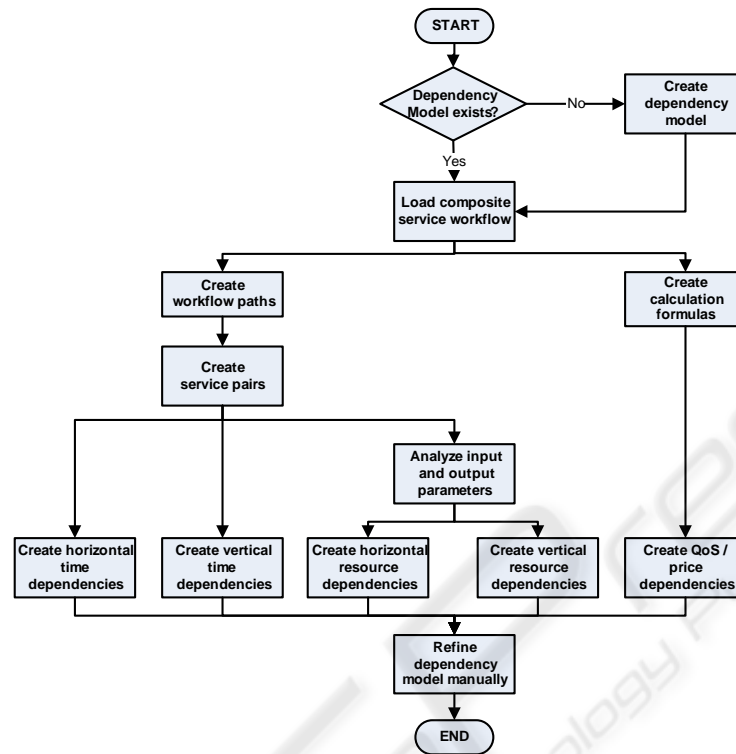 START
Dependency
Model exists?
No
Create
dependency
model
Yes
Load composite
service workflow
Create
workflow paths
Create
calculation
formulas
Create
service pairs
Analyze input
and output
parameters
Create horizontal
time dependencies
Create vertical
time dependencies
Create horizontal
resource dependencies
Create vertical
resource dependencies
Create QoS /
price
dependencies
Refine
dependency
model manually
END